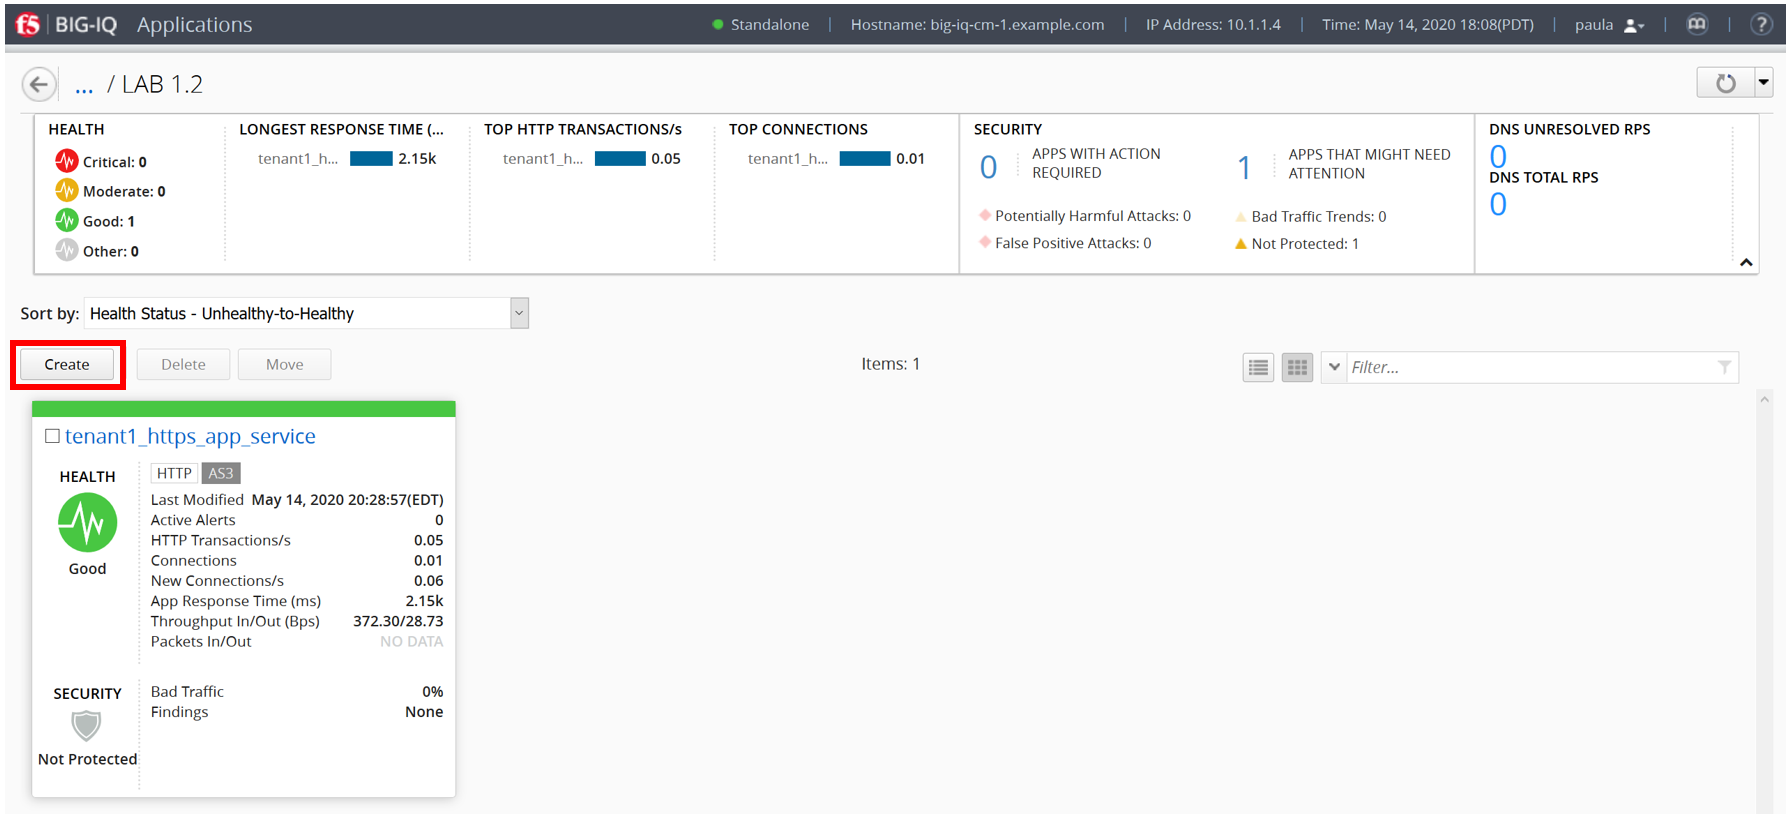 f5 BIG-IQ Applications Standalone Hostname: big-iq-cm-1.example.com IP Address: 10.1.1.4 Time: May 14, 2020 18:08(PDT) paula ?
... / LAB 1.2
HEALTH
Critical: 0
Moderate: 0
Good: 1
Other: 0
LONGEST RESPONSE TIME (...
tenant1_h... 2.15k
TOP HTTP TRANSACTIONS/s
tenant1_h... 0.05
TOP CONNECTIONS
tenant1_h... 0.01
SECURITY
0 APPS WITH ACTION
REQUIRED
Potentially Harmful Attacks: 0
False Positive Attacks: 0
1 APPS THAT MIGHT NEED
ATTENTION
Bad Traffic Trends: 0
Not Protected: 1
DNS UNRESOLVED RPS
0
DNS TOTAL RPS
0
Sort by: Health Status - Unhealthy-to-Healthy
Create Delete Move Items: 1 Filter...
tenant1_https_app_service
HEALTH
Good
HTTP AS3
Last Modified May 14, 2020 20:28:57(EDT)
Active Alerts 0
HTTP Transactions/s 0.05
Connections 0.01
New Connections/s 0.06
App Response Time (ms) 2.15k
Throughput In/Out (Bps) 372.30/28.73
Packets In/Out NO DATA
SECURITY
Not Protected
Bad Traffic 0%
Findings None